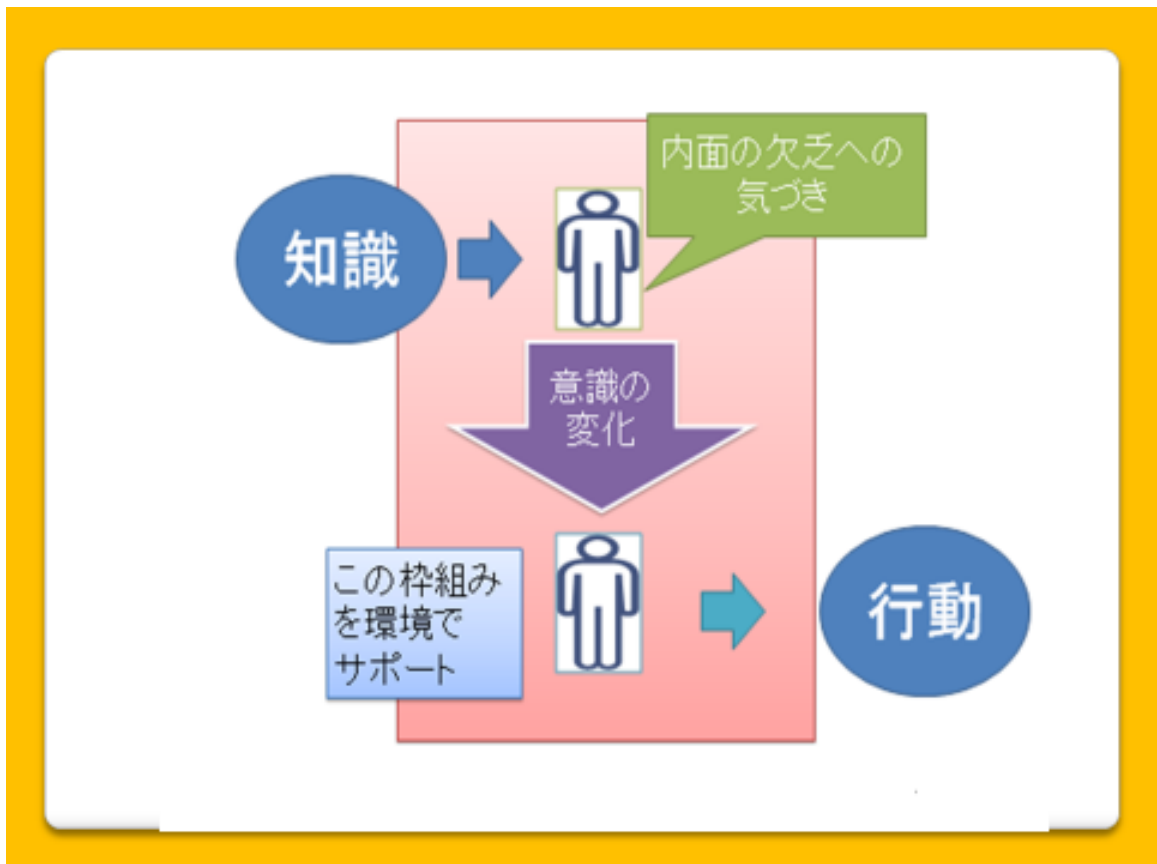 内面の欠乏への
気づき
知識
意識の
変化
この枠組み
を環境で
サポート
行動